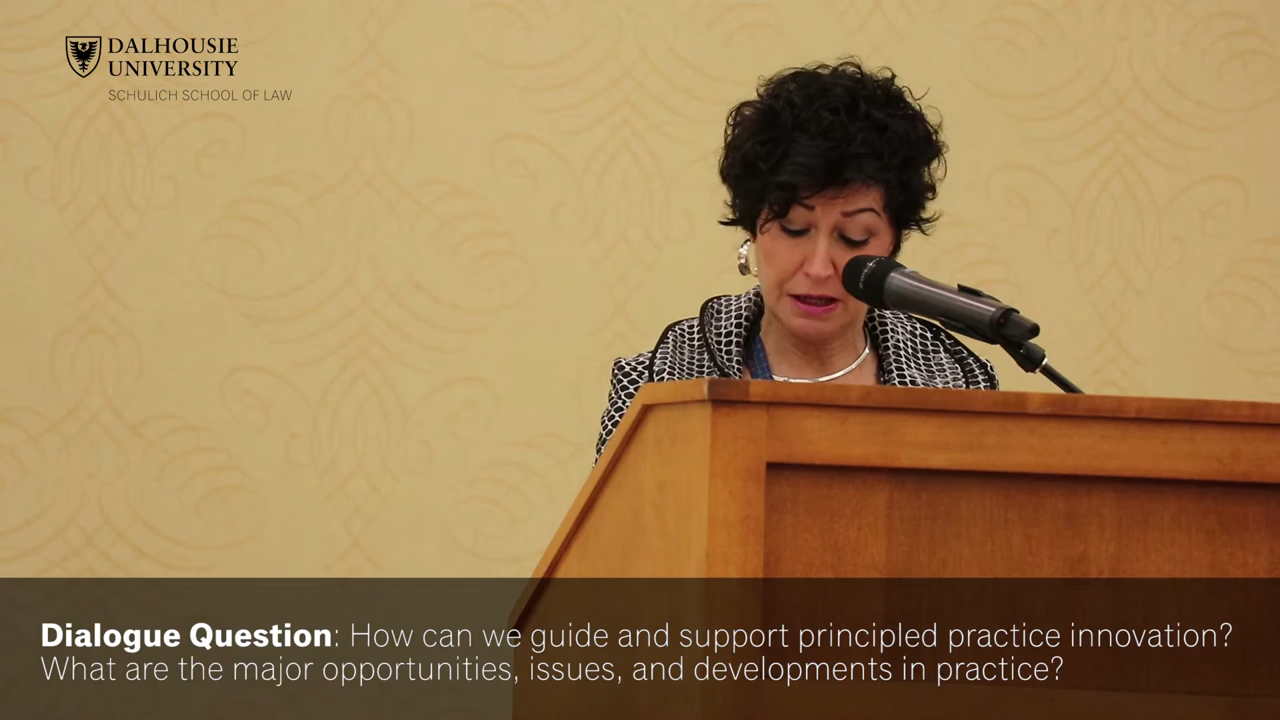 DALHOUSIE
UNIVERSITY
SCHULICH SCHOOL OF LAW
Dialogue Question: How can we guide and support principled practice innovation?
What are the major opportunities, issues, and developments in practice?